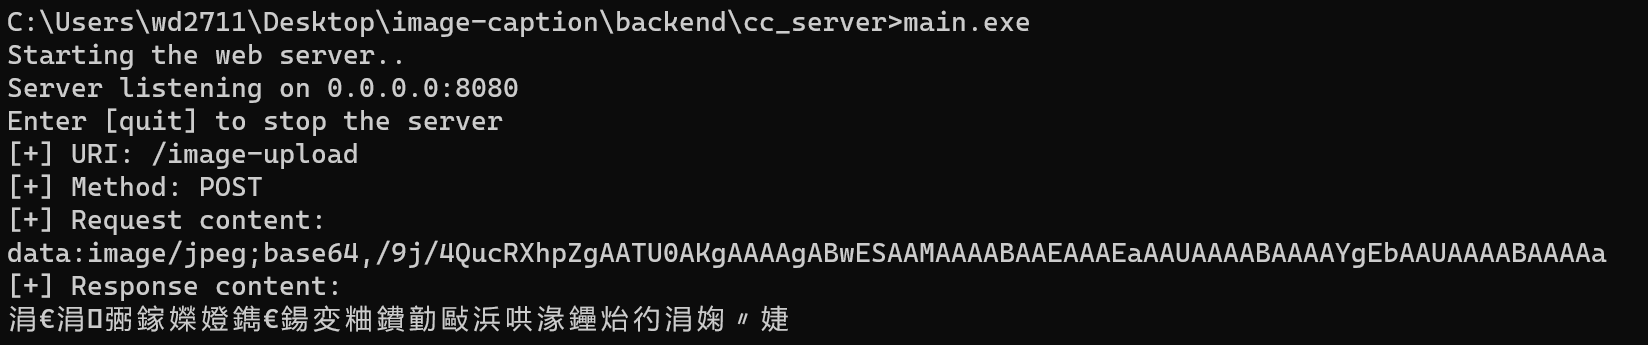 C:\Users\wd2711\Desktop\image-caption\backend\cc_server>main.exe
Starting the web server..
Server listening on 0.0.0.0:8080
Enter [quit] to stop the server
[+] URI: /image-upload
[+] Method: POST
[+] Request content:
data:image/jpeg;base64,/9j/4QucRXhpZgAATU0AKgAAAAgABwESAAMAAAABAAEAAAEaAAUAAAABAAAAYgEbAAUAAAABAAAAa
[+] Response content:
涓€涓弻鎵嬫嬁鐫€鍚変粬鐨勭敺浜哄湪鑸炲彴涓婅〃婕